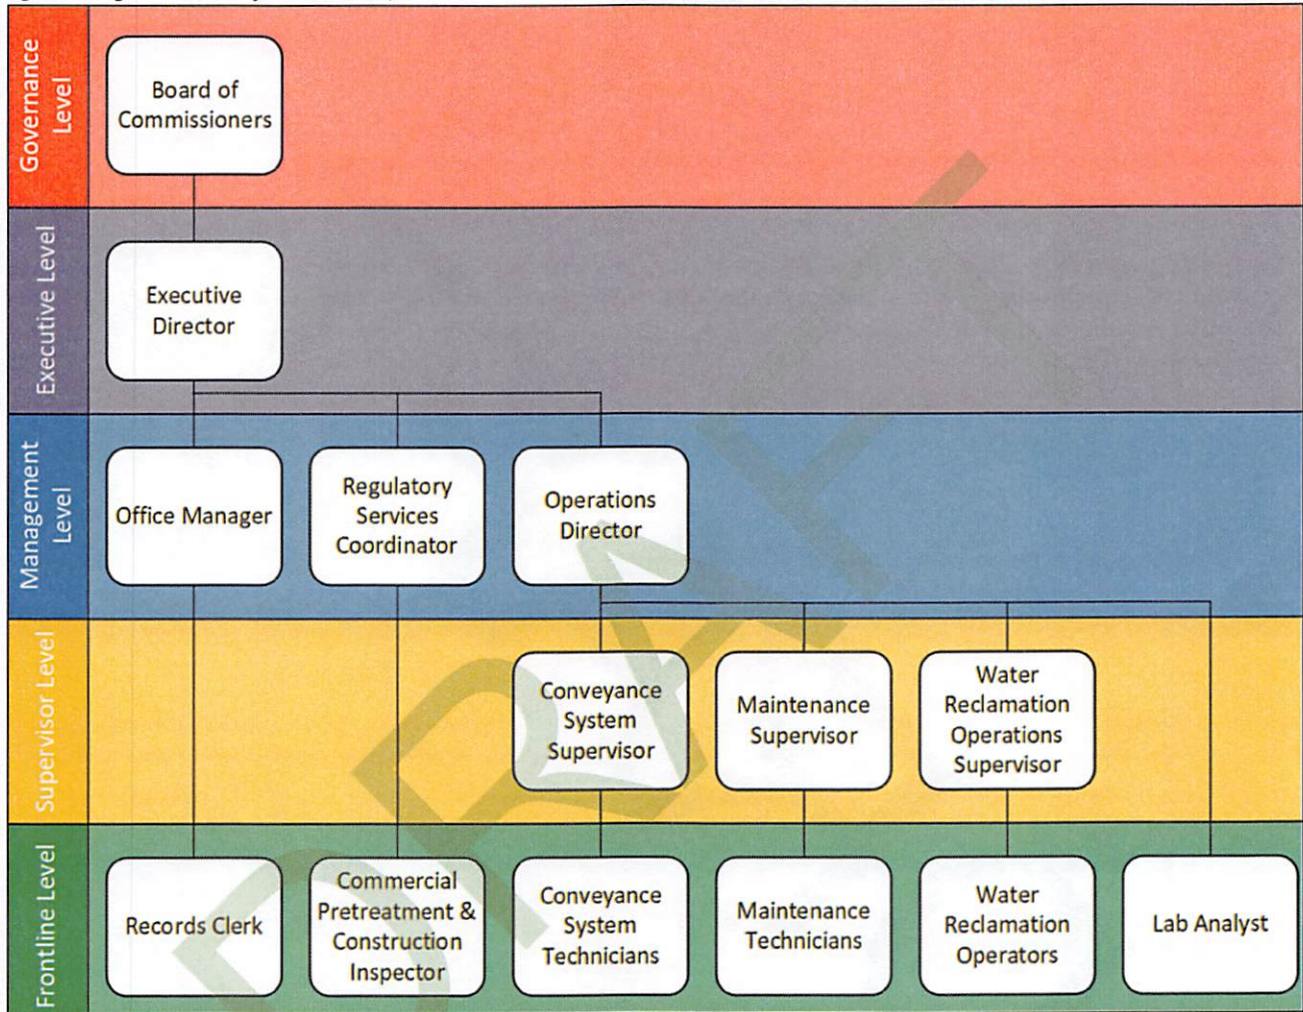 Governance
Level
Board of
Commissioners
Executive Level
Executive
Director
Management
Level
Office Manager
Regulatory
Services
Coordinator
Operations
Director
Supervisor Level
Conveyance
System
Supervisor
Maintenance
Supervisor
Water
Reclamation
Operations
Supervisor
Frontline Level
Records Clerk
Commercial
Pretreatment &
Construction
Inspector
Conveyance
System
Technicians
Maintenance
Technicians
Water
Reclamation
Operators
Lab Analyst
DRAFT